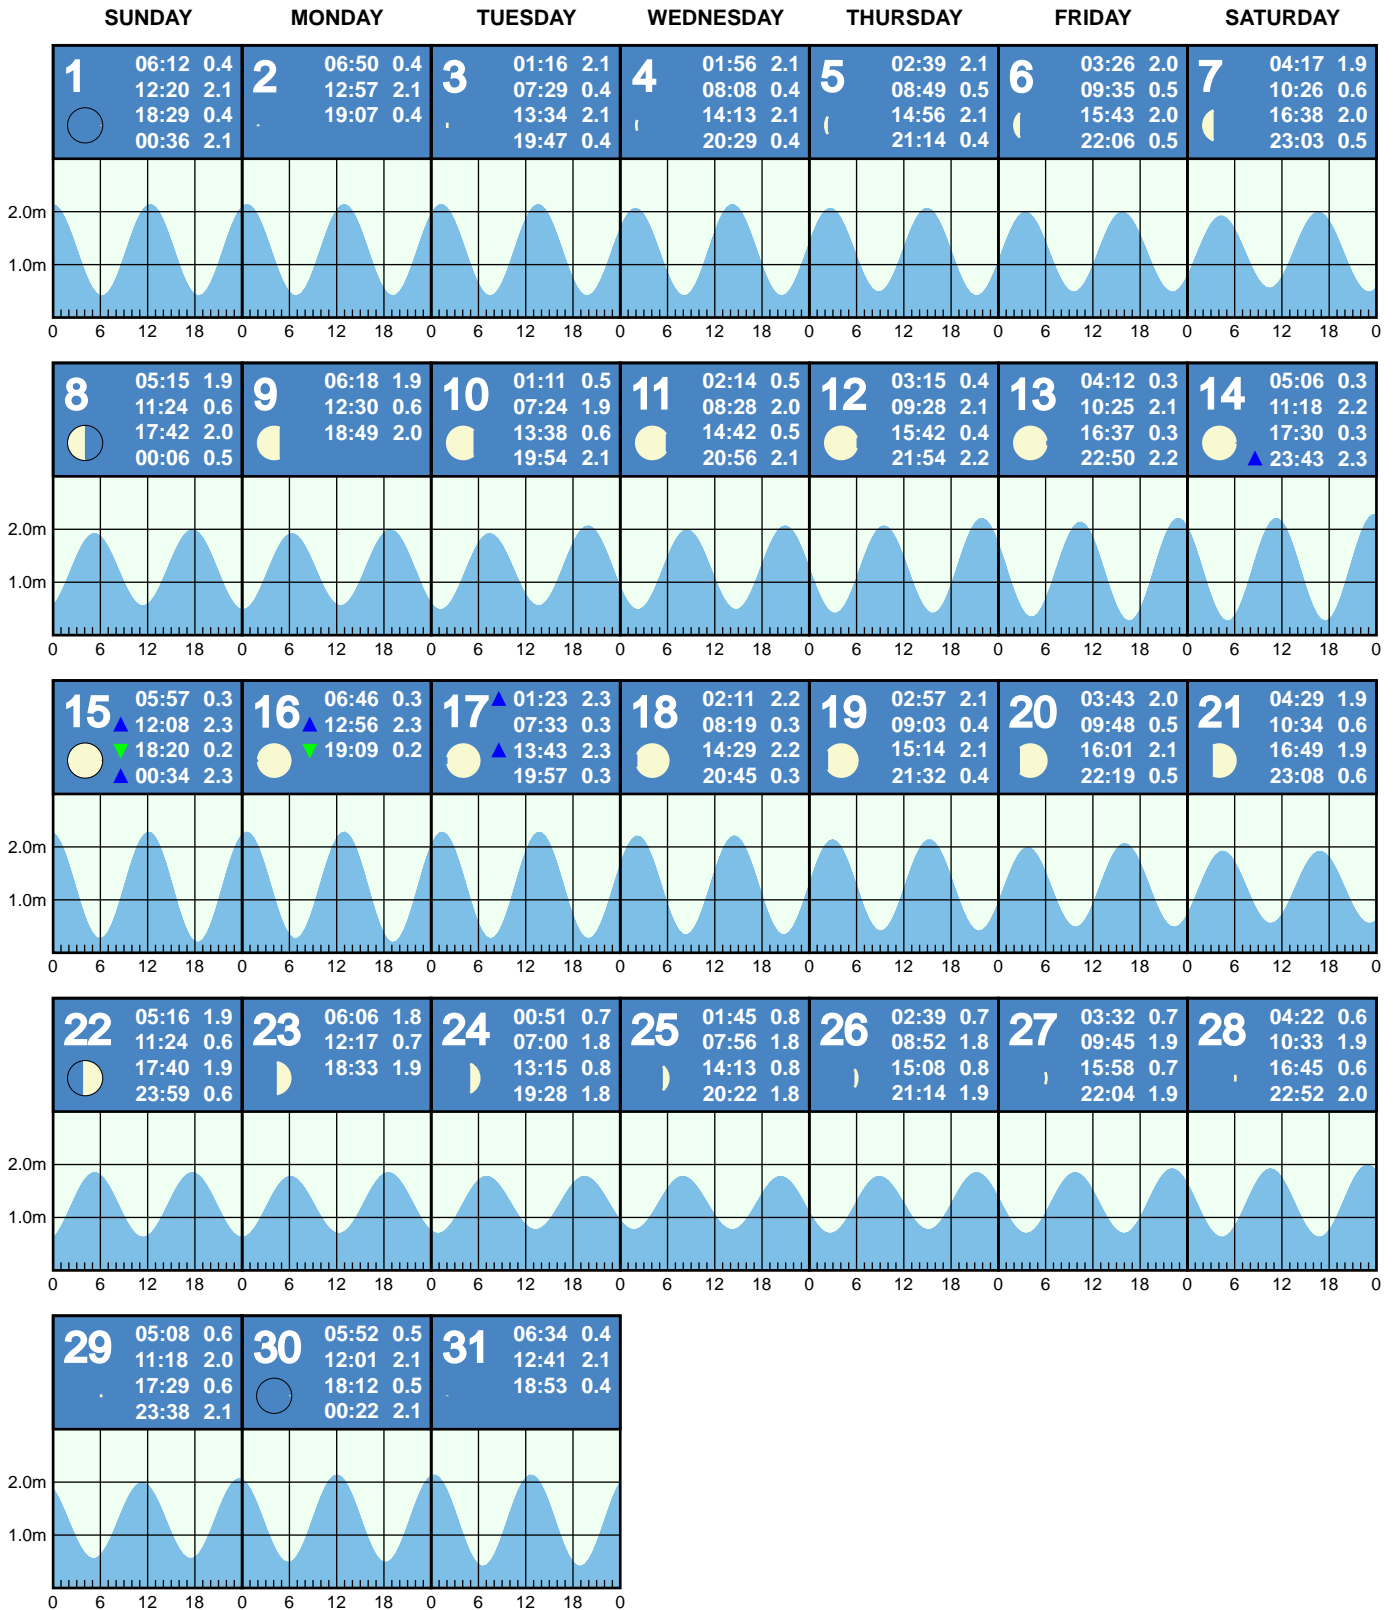 SUNDAY MONDAY TUESDAY WEDNESDAY THURSDAY FRIDAY SATURDAY
1 06:12 0.4
12:20 2.1
18:29 0.4
00:36 2.1
2 06:50 0.4
12:57 2.1
19:07 0.4
3 01:16 2.1
07:29 0.4
13:34 2.1
19:47 0.4
4 01:56 2.1
08:08 0.4
14:13 2.1
20:29 0.4
5 02:39 2.1
08:49 0.5
14:56 2.1
21:14 0.4
6 03:26 2.0
09:35 0.5
15:43 2.0
22:06 0.5
7 04:17 1.9
10:26 0.6
16:38 2.0
23:03 0.5
2.0m
1.0m
0 6 12 18 0 6 12 18 0 6 12 18 0 6 12 18 0 6 12 18 0 6 12 18 0 6 12 18 0
8 05:15 1.9
11:24 0.6
17:42 2.0
00:06 0.5
9 06:18 1.9
12:30 0.6
18:49 2.0
10 01:11 0.5
07:24 1.9
13:38 0.6
19:54 2.1
11 02:14 0.5
08:28 2.0
14:42 0.5
20:56 2.1
12 03:15 0.4
09:28 2.1
15:42 0.4
21:54 2.2
13 04:12 0.3
10:25 2.1
16:37 0.3
22:50 2.2
14 05:06 0.3
11:18 2.2
17:30 0.3
23:43 2.3
2.0m
1.0m
0 6 12 18 0 6 12 18 0 6 12 18 0 6 12 18 0 6 12 18 0 6 12 18 0 6 12 18 0
15 05:57 0.3
12:08 2.3
18:20 0.2
00:34 2.3
16 06:46 0.3
12:56 2.3
19:09 0.2
17 01:23 2.3
07:33 0.3
13:43 2.3
19:57 0.3
18 02:11 2.2
08:19 0.3
14:29 2.2
20:45 0.3
19 02:57 2.1
09:03 0.4
15:14 2.1
21:32 0.4
20 03:43 2.0
09:48 0.5
16:01 2.1
22:19 0.5
21 04:29 1.9
10:34 0.6
16:49 1.9
23:08 0.6
2.0m
1.0m
0 6 12 18 0 6 12 18 0 6 12 18 0 6 12 18 0 6 12 18 0 6 12 18 0 6 12 18 0
22 05:16 1.9
11:24 0.6
17:40 1.9
23:59 0.6
23 06:06 1.8
12:17 0.7
18:33 1.9
24 00:51 0.7
07:00 1.8
13:15 0.8
19:28 1.8
25 01:45 0.8
07:56 1.8
14:13 0.8
20:22 1.8
26 02:39 0.7
08:52 1.8
15:08 0.8
21:14 1.9
27 03:32 0.7
09:45 1.9
15:58 0.7
22:04 1.9
28 04:22 0.6
10:33 1.9
16:45 0.6
22:52 2.0
2.0m
1.0m
0 6 12 18 0 6 12 18 0 6 12 18 0 6 12 18 0 6 12 18 0 6 12 18 0 6 12 18 0
29 05:08 0.6
11:18 2.0
17:29 0.6
23:38 2.1
30 05:52 0.5
12:01 2.1
18:12 0.5
00:22 2.1
31 06:34 0.4
12:41 2.1
18:53 0.4
2.0m
1.0m
0 6 12 18 0 6 12 18 0 6 12 18 0